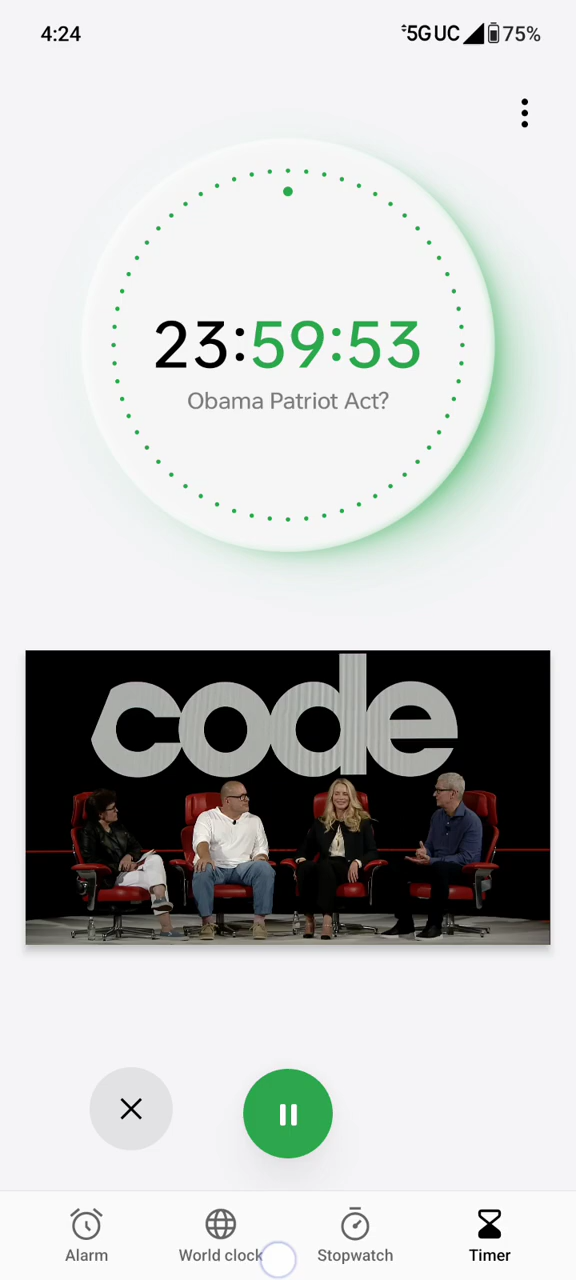 4:24
5G UC 75%
23:59:53
Obama Patriot Act?
code
Alarm
World clock
Stopwatch
Timer